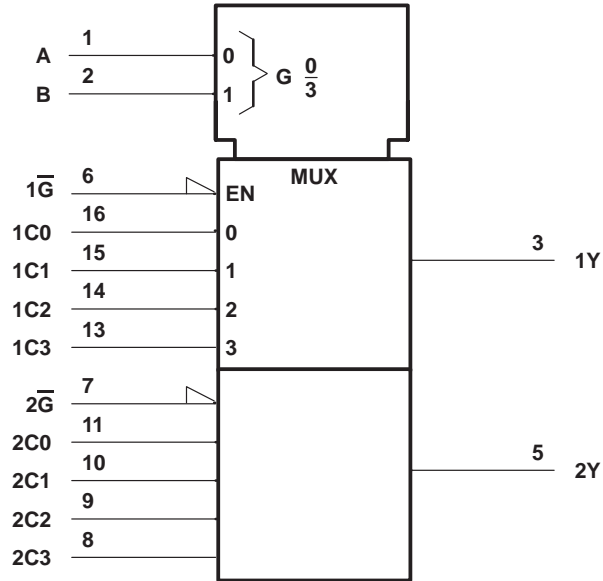 1
A 0
2
B 1
G 0/3
MUX
6
1G̅ EN
16
1C0 0
15
1C1 1
14
1C2 2
13
1C3 3
3
1Y
7
2G̅
11
2C0
10
2C1
9
2C2
8
2C3
5
2Y